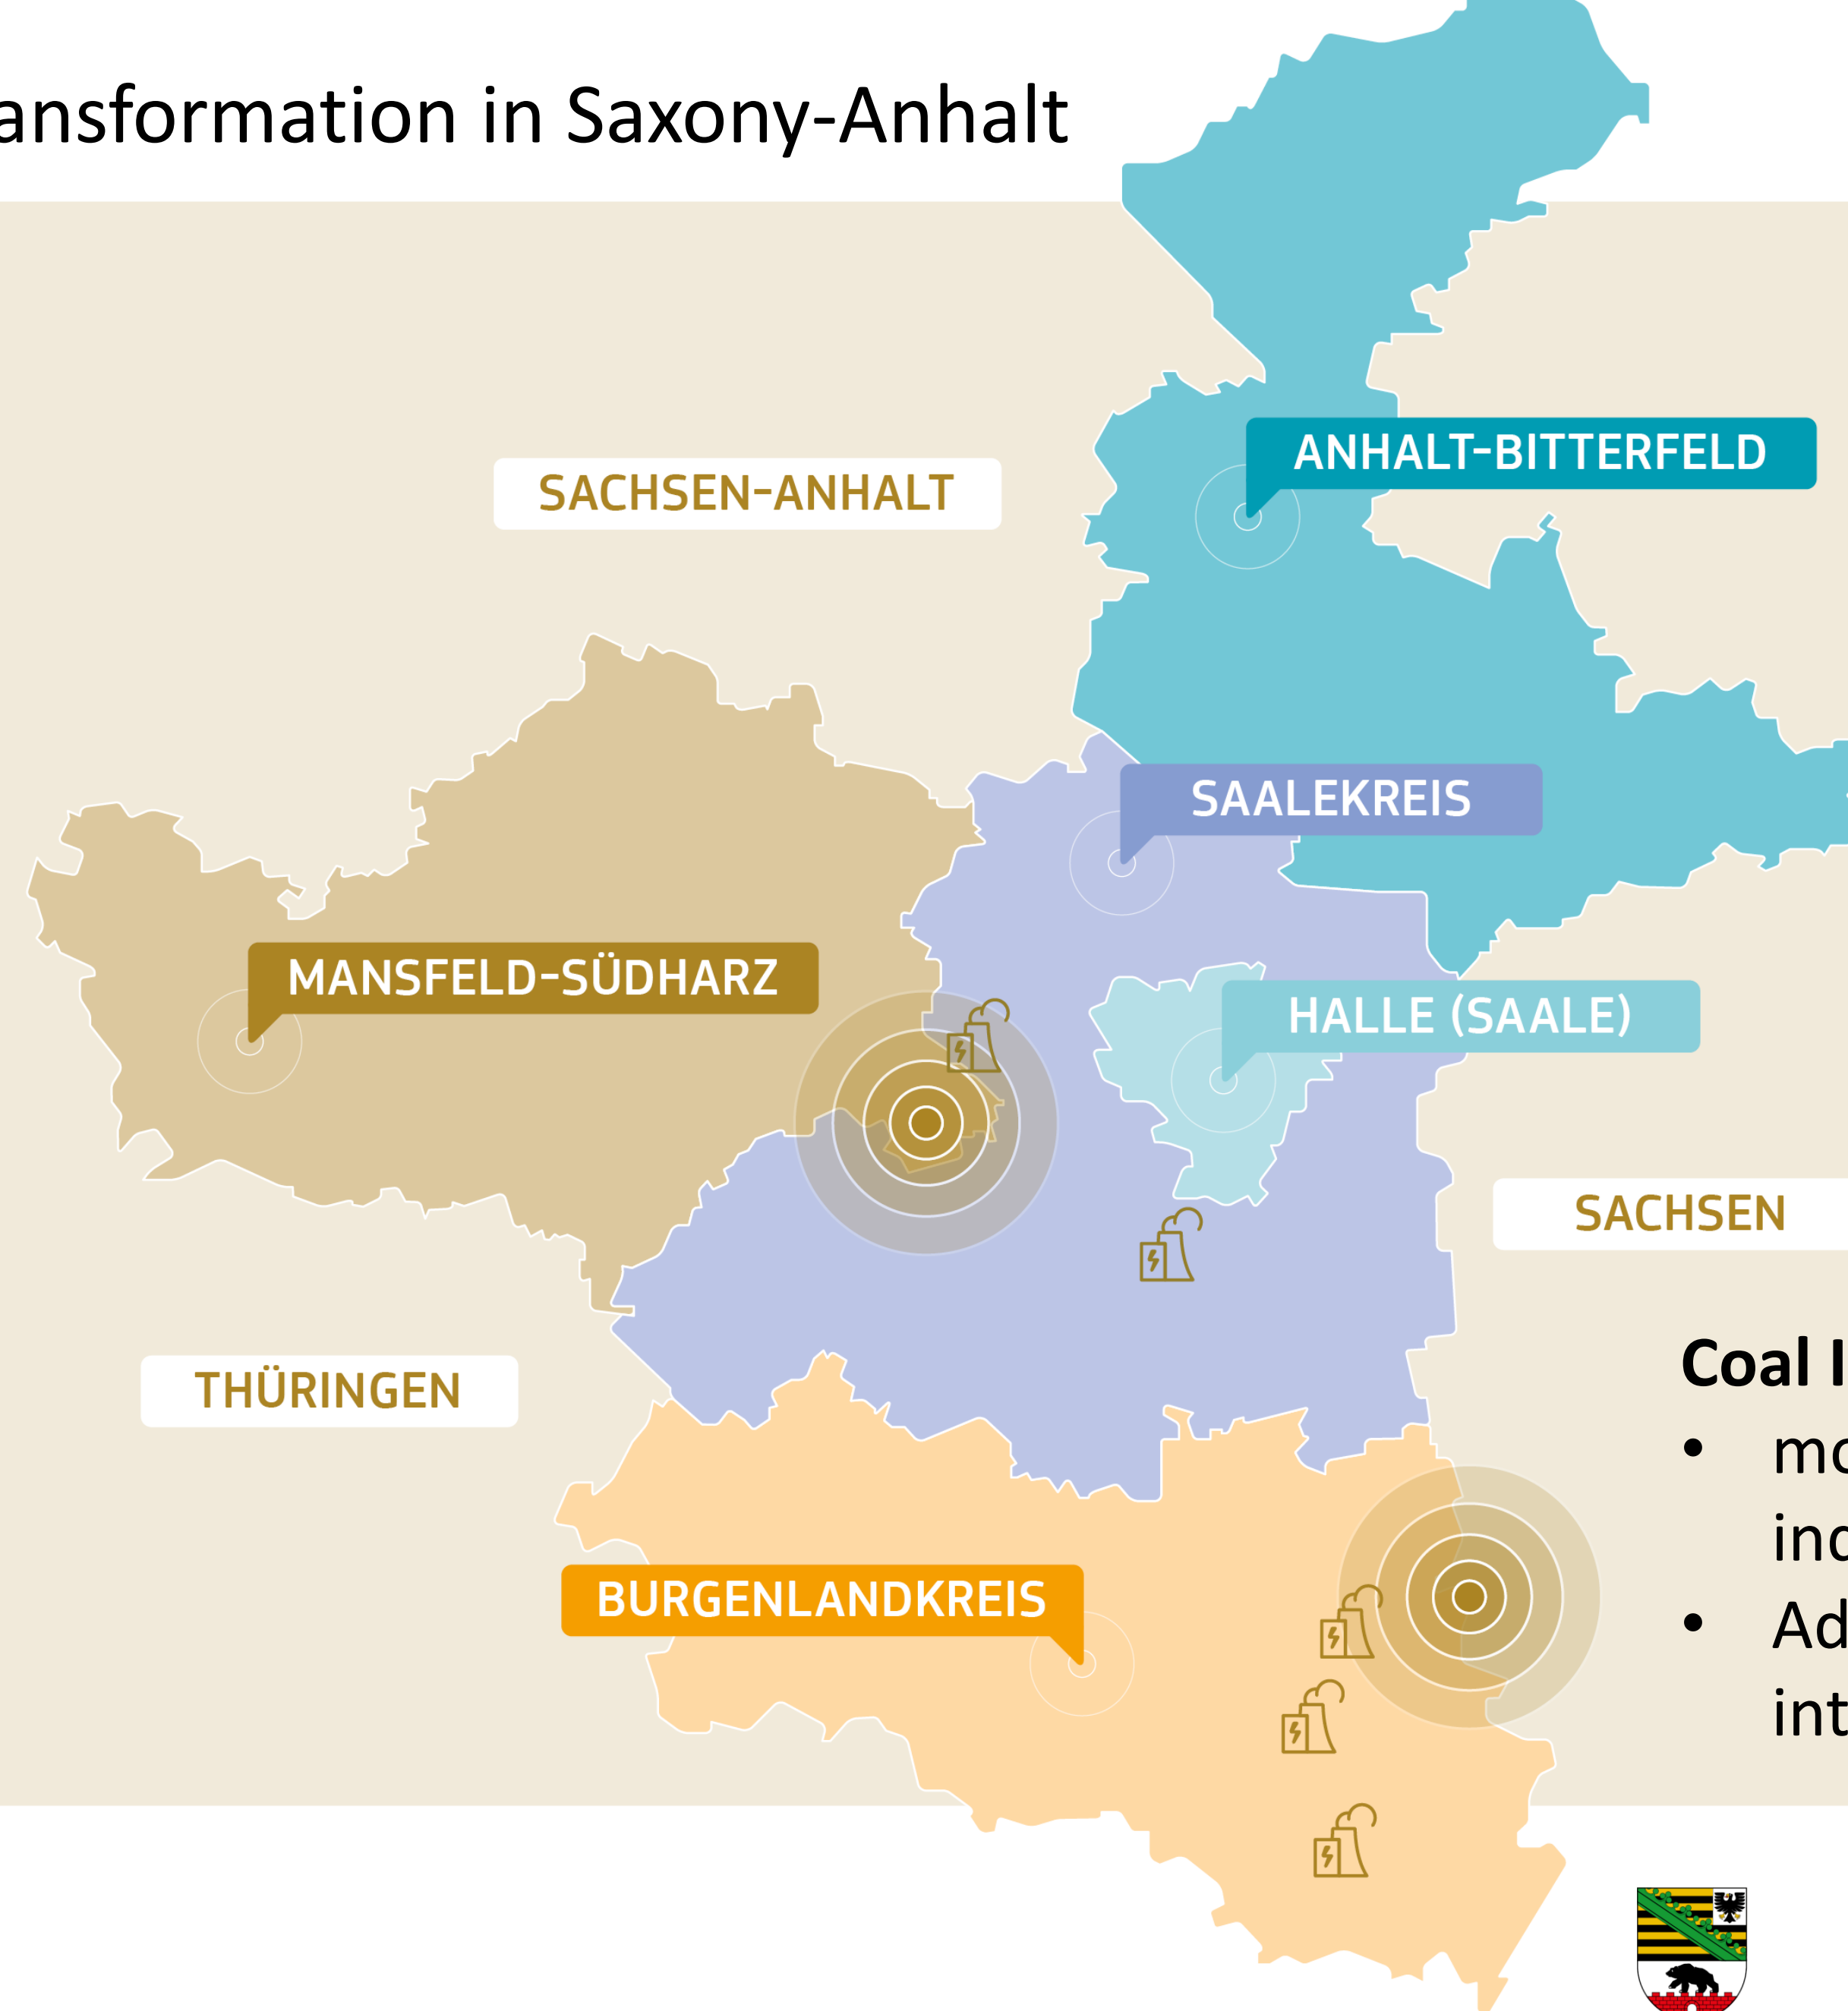 ansformation in Saxony-Anhalt
ANHALT-BITTERFELD
SACHSEN-ANHALT
SAALEKREIS
MANSFELD-SÜDHARZ
HALLE (SAALE)
SACHSEN
THÜRINGEN
Coal I
• mo
inc
BURGENLANDKREIS
• Ad
int